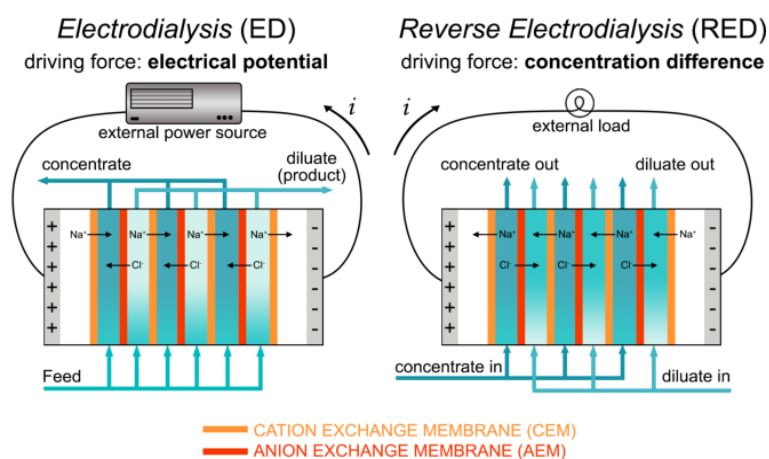 Electrodialysis (ED)
driving force: electrical potential
i
external power source
concentrate
diluate
(product)
+ Na⁺ Na⁺ Na⁺ Na⁺ -
+ -
+ Cl⁻ Cl⁻ Cl⁻ -
+ -
+ -
+ -
Feed
Reverse Electrodialysis (RED)
driving force: concentration difference
i
external load
concentrate out
diluate out
+ Na⁺ Na⁺ Na⁺ Na⁺ -
+ -
+ Cl⁻ Cl⁻ Cl⁻ -
+ -
+ -
+ -
concentrate in
diluate in
CATION EXCHANGE MEMBRANE (CEM)
ANION EXCHANGE MEMBRANE (AEM)